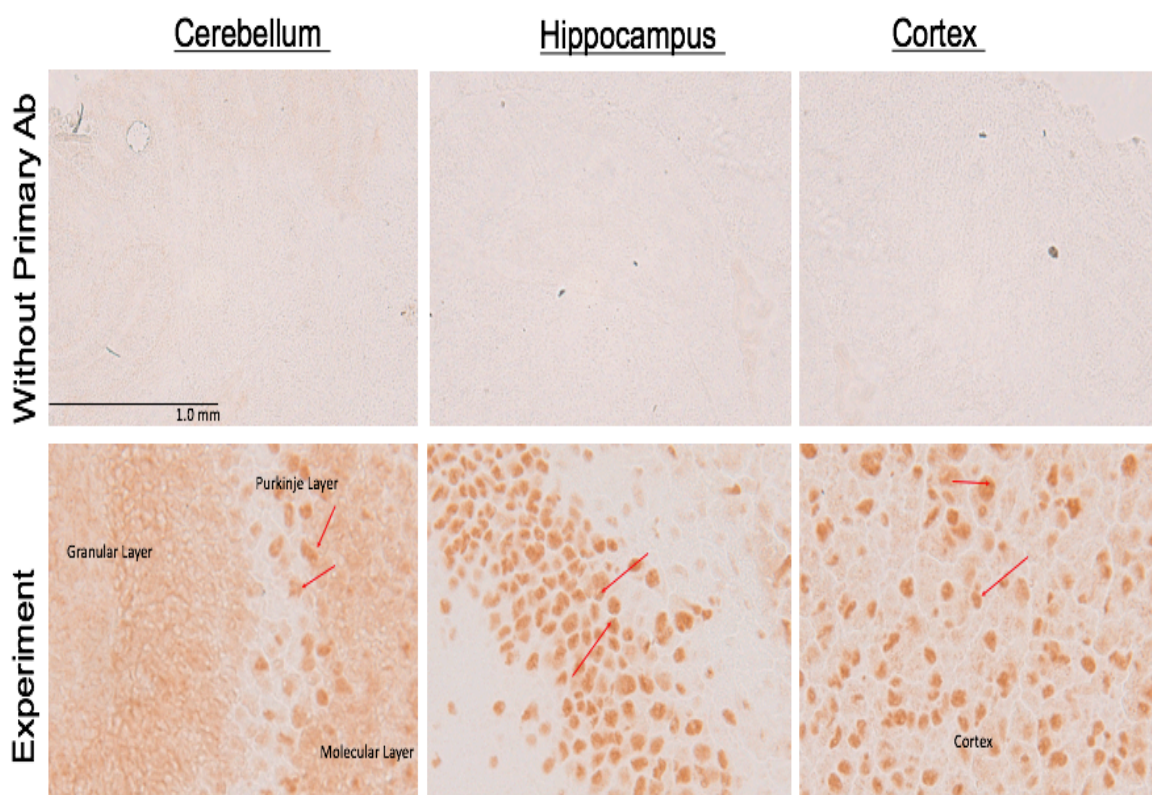 Cerebellum
Hippocampus
Cortex
Without Primary Ab
1.0 mm
Experiment
Purkinje Layer
Granular Layer
Molecular Layer
Cortex